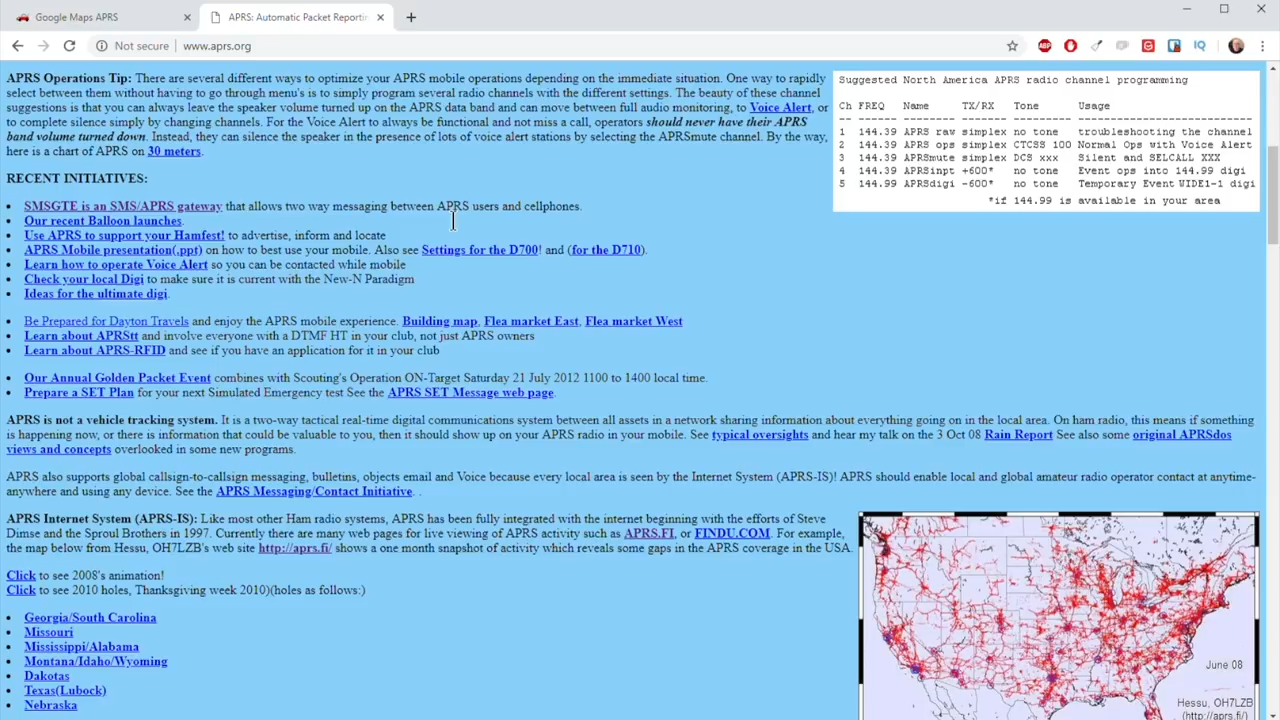 Google Maps APRS
APRS: Automatic Packet Reportin
Not secure | www.aprs.org
ABP
IQ
APRS Operations Tip: There are several different ways to optimize your APRS mobile operations depending on the immediate situation. One way to rapidly
select between them without having to go through menu's is to simply program several radio channels with the different settings. The beauty of these channel
suggestions is that you can always leave the speaker volume turned up on the APRS data band and can move between full audio monitoring, to Voice Alert, or
to complete silence simply by changing channels. For the Voice Alert to always be functional and not miss a call, operators should never have their APRS
band volume turned down. Instead, they can silence the speaker in the presence of lots of voice alert stations by selecting the APRSmute channel. By the way,
here is a chart of APRS on 30 meters.
Suggested North America APRS radio channel programming
Ch FREQ Name TX/RX Tone Usage
-- ------ ------- ------- -------- --------------------------
1 144.39 APRS raw simplex no tone troubleshooting the channel
2 144.39 APRS ops simplex CTCSS 100 Normal Ops with Voice Alert
3 144.39 APRSmute simplex DCS xxx Silent and SELCALL XXX
4 144.39 APRSinpt +600* no tone Event ops into 144.99 digi
5 144.99 APRSdigi -600* no tone Temporary Event WIDE1-1 digi
*if 144.99 is available in your area
RECENT INITIATIVES:
• SMSGTE is an SMS/APRS gateway that allows two way messaging between APRS users and cellphones.
• Our recent Balloon launches.
• Use APRS to support your Hamfest! to advertise, inform and locate
• APRS Mobile presentation(.ppt) on how to best use your mobile. Also see Settings for the D700! and (for the D710).
• Learn how to operate Voice Alert so you can be contacted while mobile
• Check your local Digi to make sure it is current with the New-N Paradigm
• Ideas for the ultimate digi.
• Be Prepared for Dayton Travels and enjoy the APRS mobile experience. Building map, Flea market East, Flea market West
• Learn about APRStt and involve everyone with a DTMF HT in your club, not just APRS owners
• Learn about APRS-RFID and see if you have an application for it in your club
• Our Annual Golden Packet Event combines with Scouting's Operation ON-Target Saturday 21 July 2012 1100 to 1400 local time.
• Prepare a SET Plan for your next Simulated Emergency test See the APRS SET Message web page.
APRS is not a vehicle tracking system. It is a two-way tactical real-time digital communications system between all assets in a network sharing information about everything going on in the local area. On ham radio, this means if something
is happening now, or there is information that could be valuable to you, then it should show up on your APRS radio in your mobile. See typical oversights and hear my talk on the 3 Oct 08 Rain Report See also some original APRSdos
views and concepts overlooked in some new programs.
APRS also supports global callsign-to-callsign messaging, bulletins, objects email and Voice because every local area is seen by the Internet System (APRS-IS)! APRS should enable local and global amateur radio operator contact at anytime-
anywhere and using any device. See the APRS Messaging/Contact Initiative. .
APRS Internet System (APRS-IS): Like most other Ham radio systems, APRS has been fully integrated with the internet beginning with the efforts of Steve
Dimse and the Sproul Brothers in 1997. Currently there are many web pages for live viewing of APRS activity such as APRS.FI, or FINDU.COM. For example,
the map below from Hessu, OH7LZB's web site http://aprs.fi/ shows a one month snapshot of activity which reveals some gaps in the APRS coverage in the USA.
Click to see 2008's animation!
Click to see 2010 holes, Thanksgiving week 2010)(holes as follows:)
• Georgia/South Carolina
• Missouri
• Mississippi/Alabama
• Montana/Idaho/Wyoming
• Dakotas
• Texas(Lubock)
• Nebraska
June 08
Hessu, OH7LZB
(http://aprs.fi/)